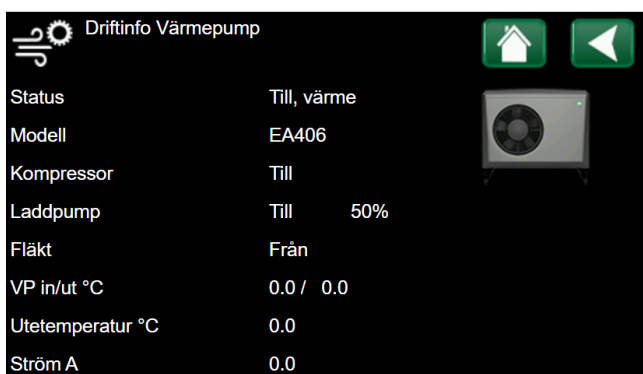 Driftinfo Värmepump
Status Till, värme
Modell EA406
Kompressor Till
Laddpump Till 50%
Fläkt Från
VP in/ut °C 0.0 / 0.0
Utetemperatur °C 0.0
Ström A 0.0